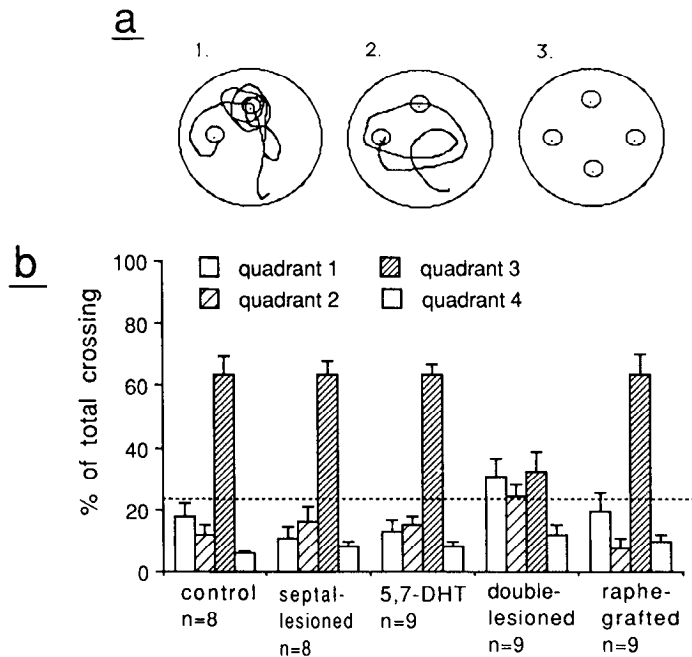 a
1.
2.
3.
b
quadrant 1
quadrant 3
quadrant 2
quadrant 4
% of total crossing
100
80
60
40
20
0
control
n=8
septal-
lesioned
n=8
5,7-DHT
n=9
double-
lesioned
n=9
raphe-
grafted
n=9